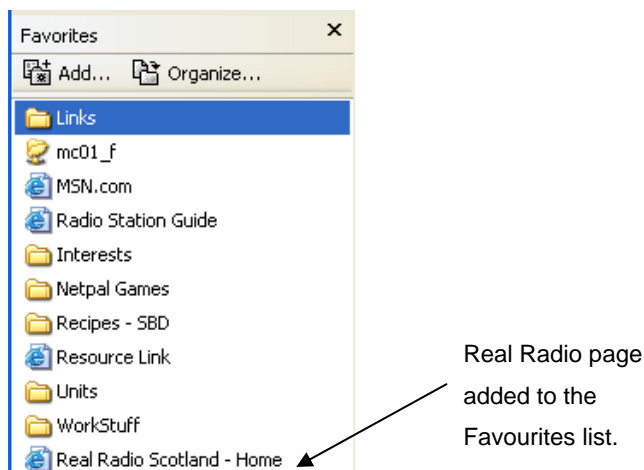 Favorites
Add... Organize...
Links
mc01_f
MSN.com
Radio Station Guide
Interests
Netpal Games
Recipes - SBD
Resource Link
Units
WorkStuff
Real Radio Scotland - Home
Real Radio page
added to the
Favourites list.